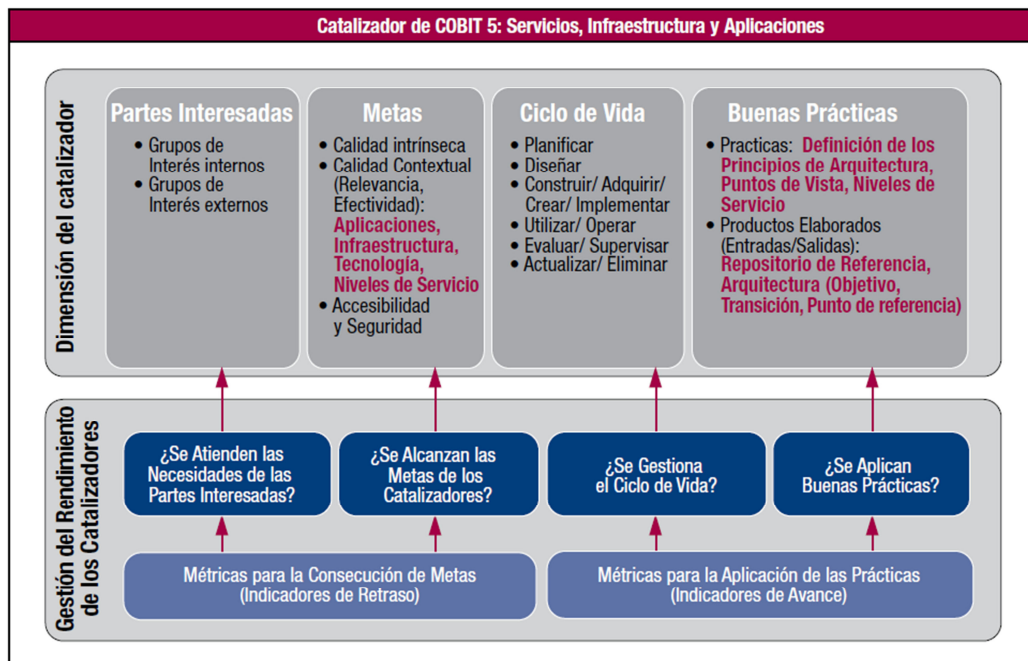 Catalizador de COBIT 5: Servicios, Infraestructura y Aplicaciones
Dimensión del catalizador
Partes Interesadas
• Grupos de
Interés internos
• Grupos de
Interés externos
Metas
• Calidad intrínseca
• Calidad Contextual
(Relevancia,
Efectividad):
Aplicaciones,
Infraestructura,
Tecnología,
Niveles de Servicio
• Accesibilidad
y Seguridad
Ciclo de Vida
• Planificar
• Diseñar
• Construir/ Adquirir/
Crear/ Implementar
• Utilizar/ Operar
• Evaluar/ Supervisar
• Actualizar/ Eliminar
Buenas Prácticas
• Practicas: Definición de los
Principios de Arquitectura,
Puntos de Vista, Niveles de
Servicio
• Productos Elaborados
(Entradas/Salidas):
Repositorio de Referencia,
Arquitectura (Objetivo,
Transición, Punto de referencia)
Gestión del Rendimiento
de los Catalizadores
¿Se Atienden las
Necesidades de las
Partes Interesadas?
¿Se Alcanzan las
Metas de los
Catalizadores?
¿Se Gestiona
el Ciclo de Vida?
¿Se Aplican
Buenas Prácticas?
Métricas para la Consecución de Metas
(Indicadores de Retraso)
Métricas para la Aplicación de las Prácticas
(Indicadores de Avance)